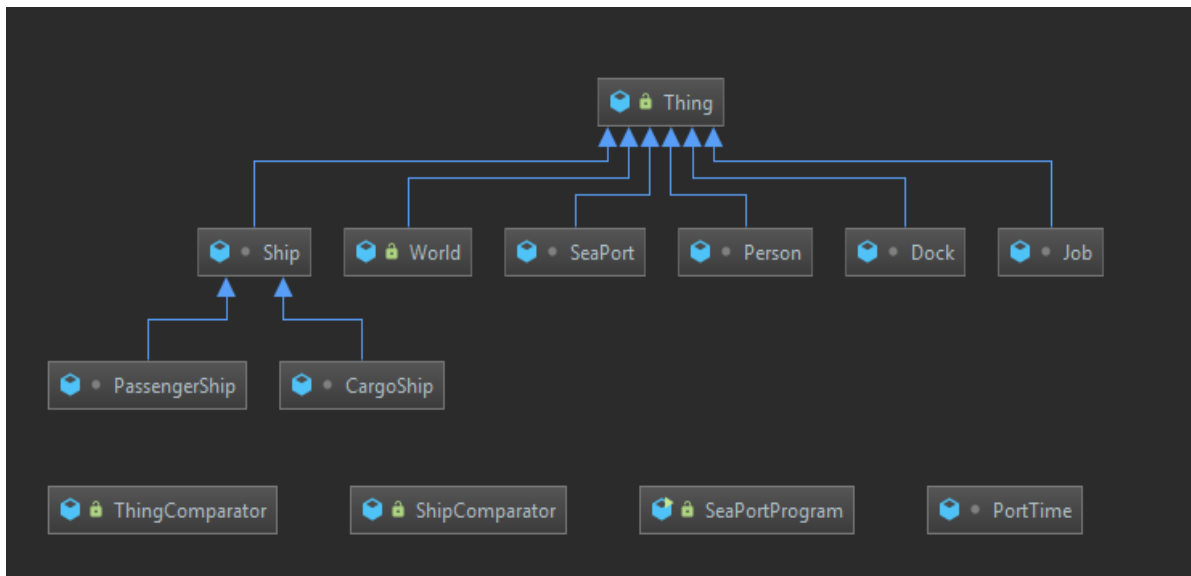 Thing
Ship World SeaPort Person Dock Job
PassengerShip CargoShip
ThingComparator ShipComparator SeaPortProgram PortTime